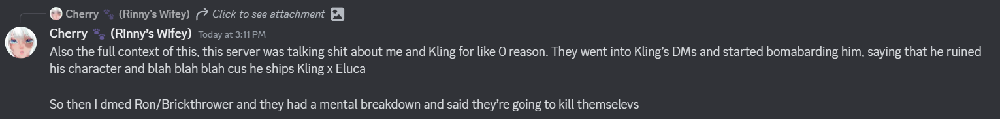 Cherry 🐾 (Rinny's Wifey) Click to see attachment
Cherry 🐾 (Rinny's Wifey) Today at 3:11 PM
Also the full context of this, this server was talking shit about me and Kling for like 0 reason. They went into Kling's DMs and started bomabarding him, saying that he ruined
his character and blah blah blah cus he ships Kling x Eluca
So then I dmed Ron/Brickthrower and they had a mental breakdown and said they're going to kill themselevs